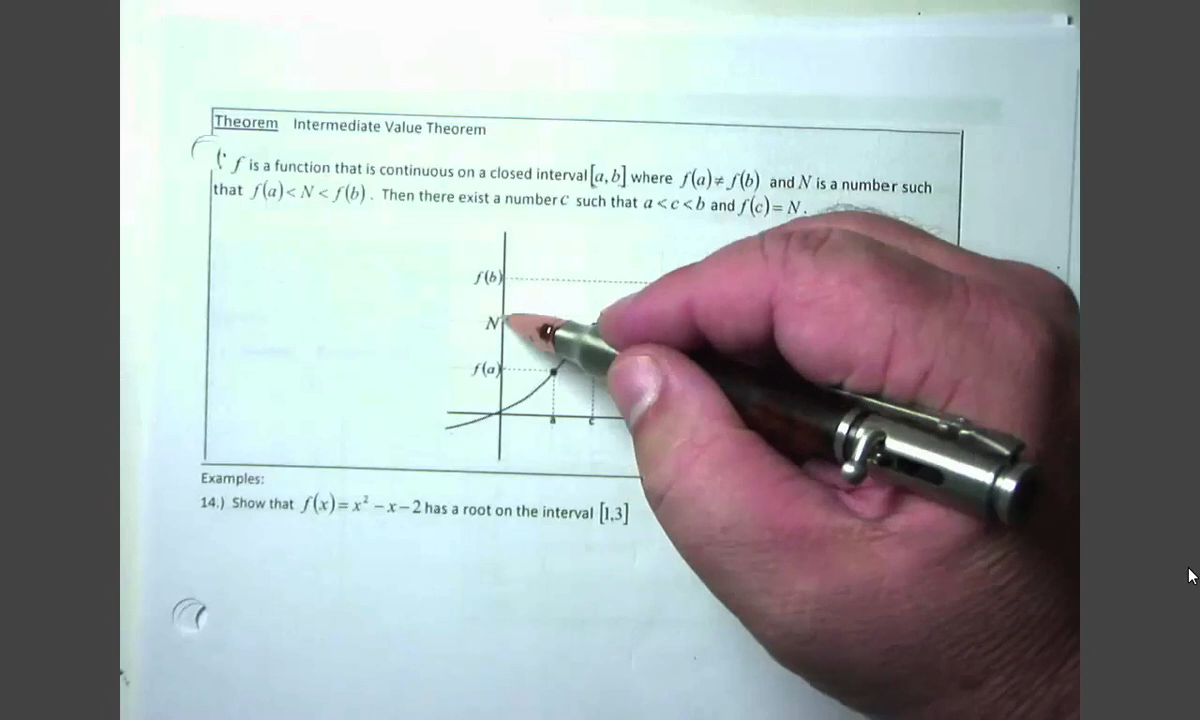 Theorem Intermediate Value Theorem
f is a function that is continuous on a closed interval [a, b] where f(a) ≠ f(b) and N is a number such
that f(a) < N < f(b). Then there exist a number c such that a < c < b and f(c) = N.
f(b)
N
f(a)
a c
Examples:
14.) Show that f(x) = x² − x − 2 has a root on the interval [1,3]